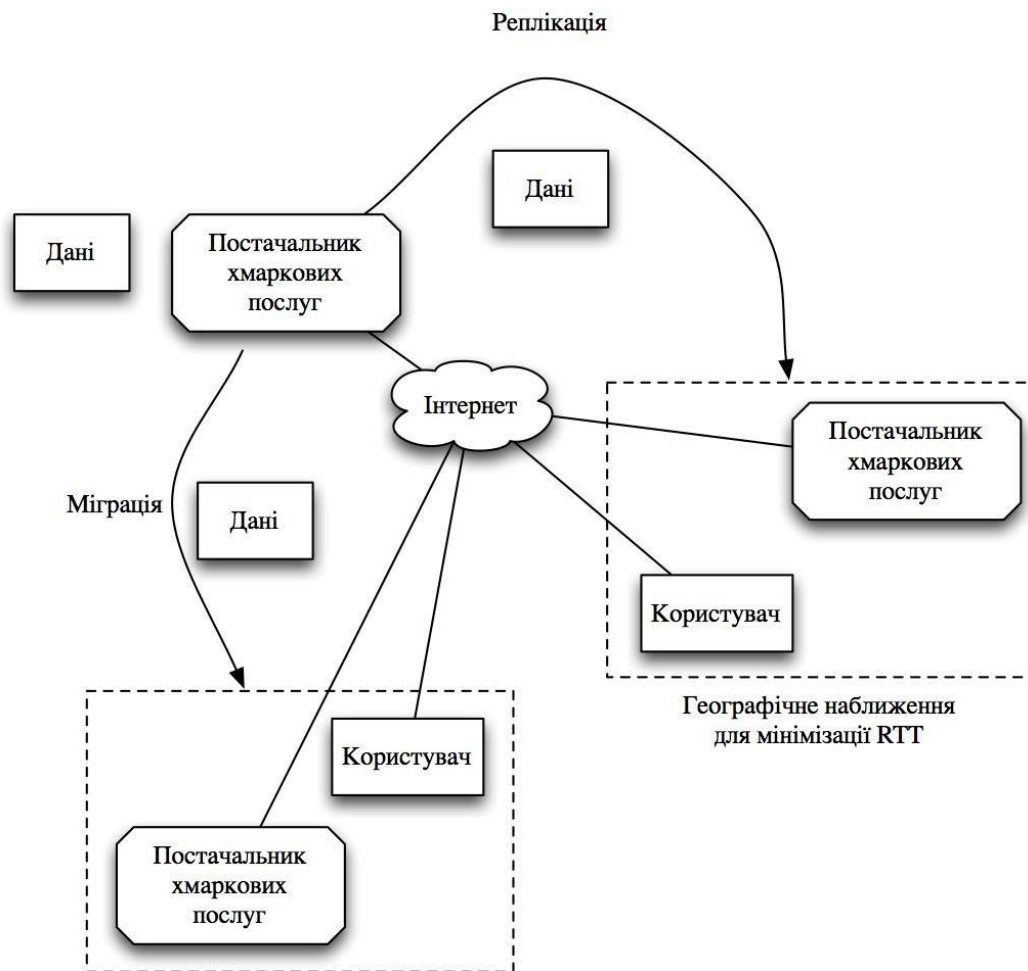 Реплікація
Дані
Дані
Постачальник
хмаркових
послуг
Інтернет
Постачальник
хмаркових
послуг
Міграція
Дані
Користувач
Географічне наближення
для мінімізації RTT
Користувач
Постачальник
хмаркових
послуг